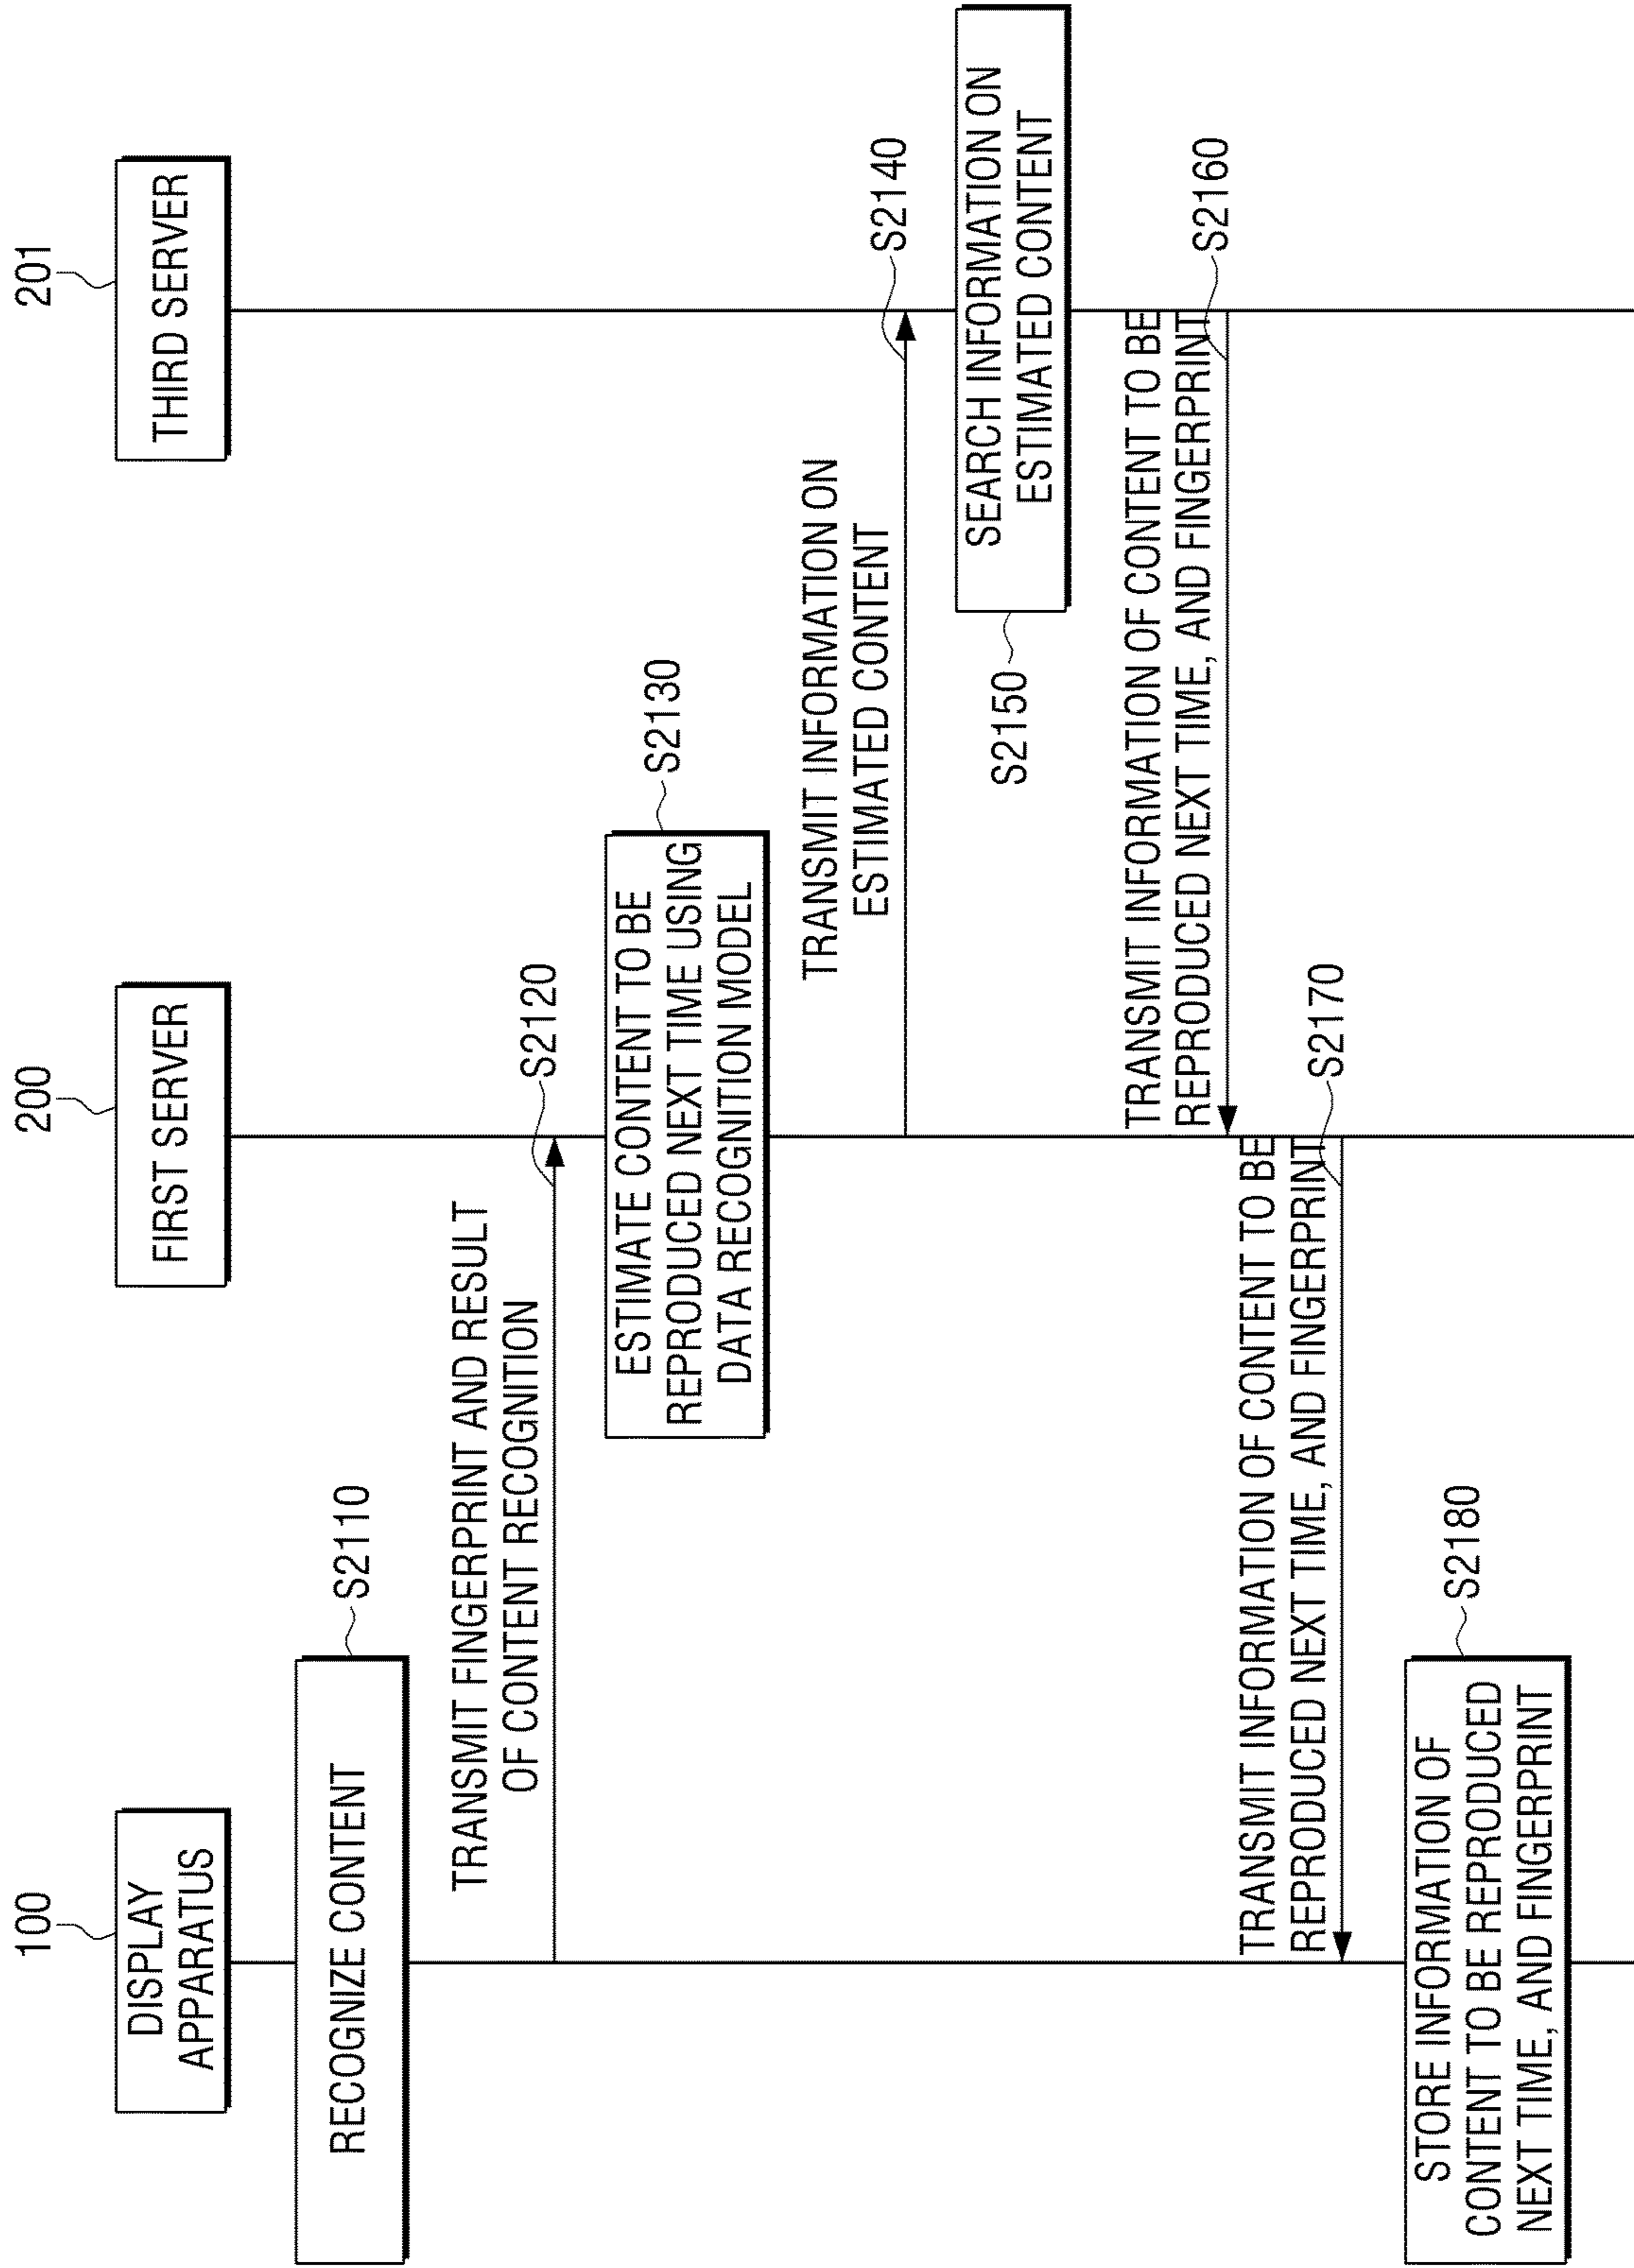 100
200
201
DISPLAY
APPARATUS
FIRST SERVER
THIRD SERVER
RECOGNIZE CONTENT
S2110
TRANSMIT FINGERPRINT AND RESULT
OF CONTENT RECOGNITION
S2120
ESTIMATE CONTENT TO BE
REPRODUCED NEXT TIME USING
DATA RECOGNITION MODEL
S2130
TRANSMIT INFORMATION ON
ESTIMATED CONTENT
S2140
SEARCH INFORMATION ON
ESTIMATED CONTENT
S2150
TRANSMIT INFORMATION OF CONTENT TO BE
REPRODUCED NEXT TIME, AND FINGERPRINT
S2160
TRANSMIT INFORMATION OF CONTENT TO BE
REPRODUCED NEXT TIME, AND FINGERPRINT
S2170
STORE INFORMATION OF
CONTENT TO BE REPRODUCED
NEXT TIME, AND FINGERPRINT
S2180